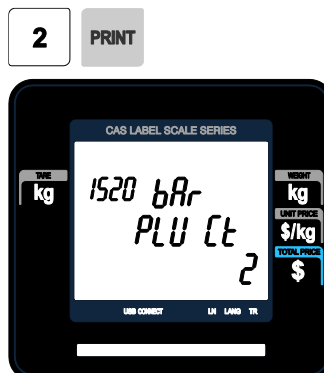 2 PRINT
CAS LABEL SCALE SERIES
TARE
kg
1520 bAr
PLU Ct
2
WEIGHT
kg
UNIT PRICE
$/kg
TOTAL PRICE
$
USB CONNECT LN LANG TR